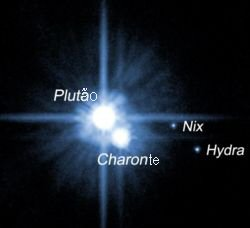 Plutão
Nix
Charonte
Hydra